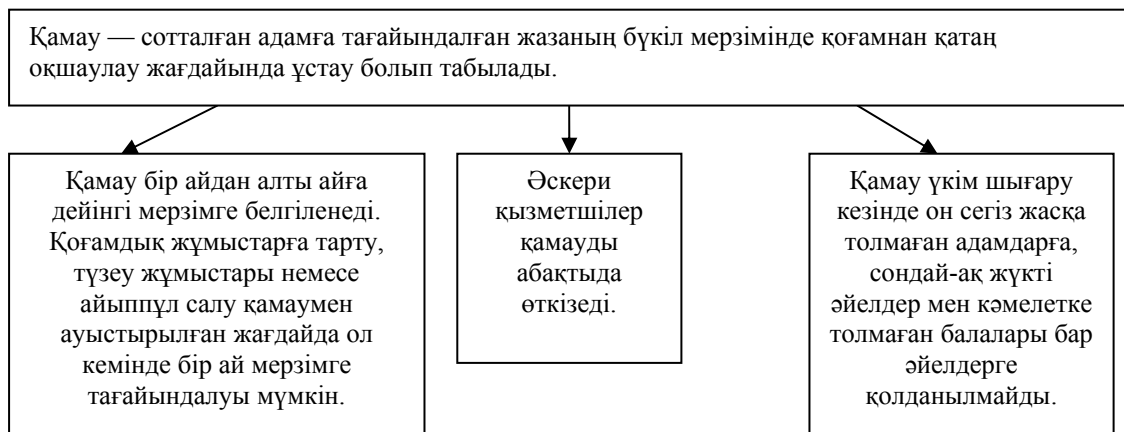 Қамау — сотталған адамға тағайындалған жазаның бүкіл мерзімінде қоғамнан қатаң
оқшаулау жағдайында ұстау болып табылады.
Қамау бір айдан алты айға
дейінгі мерзімге белгіленеді.
Қоғамдық жұмыстарға тарту,
түзеу жұмыстары немесе
айыппұл салу қамаумен
ауыстырылған жағдайда ол
кемінде бір ай мерзімге
тағайындалуы мүмкін.
Әскери
қызметшілер
қамауды
абақтыда
өткізеді.
Қамау үкім шығару
кезінде он сегіз жасқа
толмаған адамдарға,
сондай-ақ жүкті
әйелдер мен кәмелетке
толмаған балалары бар
әйелдерге
қолданылмайды.